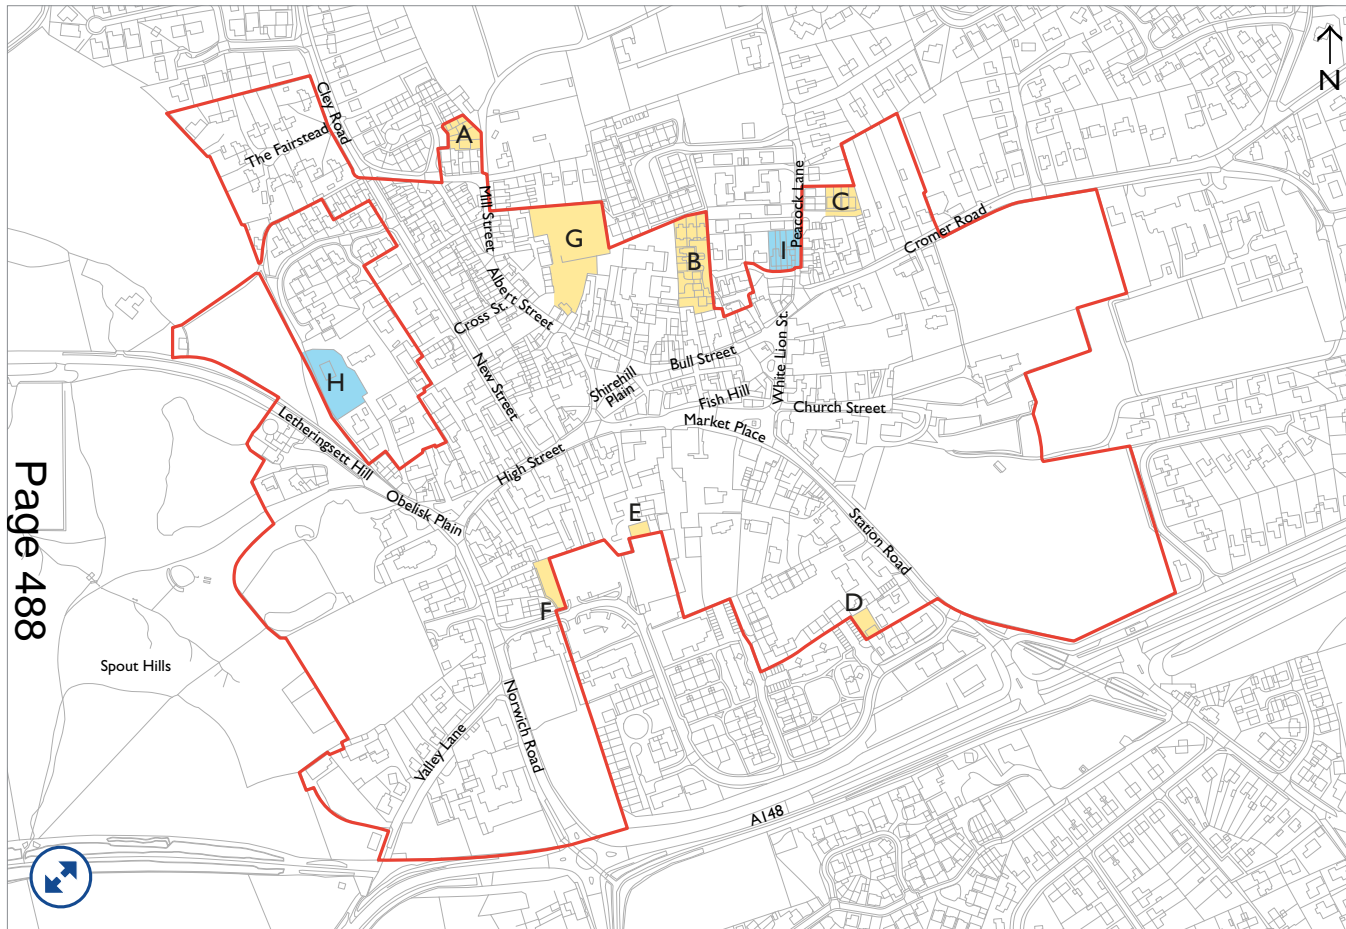 N
Cley Road
The Fairstead
A
Mill Street
Peacock Lane
C
G
I
B
Cromer Road
Albert Street
Cross St.
White Lion St.
Bull Street
New Street
H
Shirehill
Plain
Fish Hill
Church Street
Letheringsett Hill
Market Place
High Street
Page 488
Obelisk Plain
E
Station Road
F
D
Spout Hills
Norwich Road
Valley Lane
A148